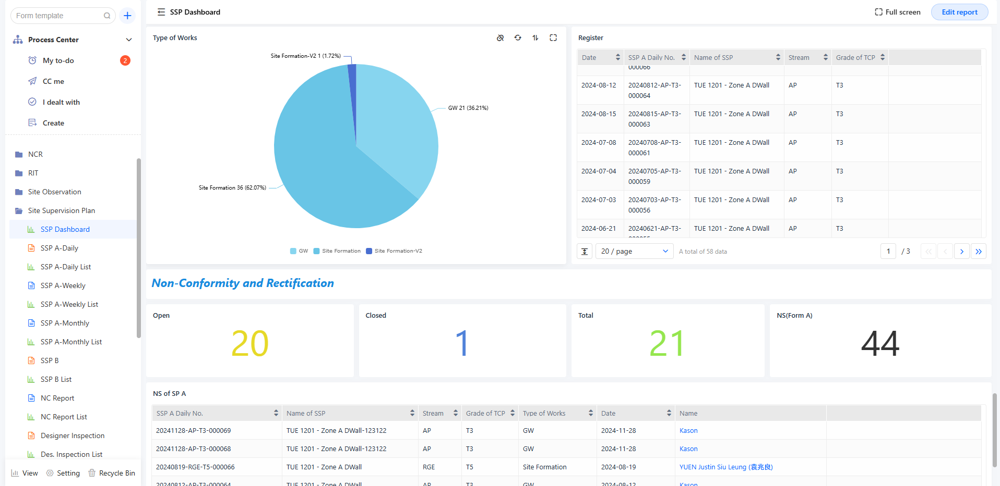 Form template
Process Center
My to-do
2
CC me
I dealt with
Create
NCR
RIT
Site Observation
Site Supervision Plan
SSP Dashboard
SSP A-Daily
SSP A-Daily List
SSP A-Weekly
SSP A-Weekly List
SSP A-Monthly
SSP A-Monthly List
SSP B
SSP B List
NC Report
NC Report List
Designer Inspection
Des. Inspection List
View Setting Recycle Bin
SSP Dashboard
Full screen Edit report
Type of Works
Site Formation-V2 1 (1.72%)
GW 21 (36.21%)
Site Formation 36 (62.07%)
GW Site Formation Site Formation-V2
Register
Date SSP A Daily No. Name of SSP Stream Grade of TCP
000066
2024-08-12 20240812-AP-T3- TUE 1201 - Zone A DWall AP T3
000064
2024-08-15 20240815-AP-T3- TUE 1201 - Zone A DWall AP T3
000063
2024-07-08 20240708-AP-T3- TUE 1201 - Zone A DWall AP T3
000061
2024-07-04 20240705-AP-T3- TUE 1201 - Zone A DWall AP T3
000059
2024-07-03 20240703-AP-T3- TUE 1201 - Zone A DWall AP T3
000056
2024-06-21 20240621-AP-T3- TUE 1201 - Zone A DWall AP T3
20 / page A total of 58 data 1 / 3
Non-Conformity and Rectification
Open Closed Total NS(Form A)
20 1 21 44
NS of SP A
SSP A Daily No. Name of SSP Stream Grade of TCP Type of Works Date Name
20241128-AP-T3-000069 TUE 1201 - Zone A DWall-123122 AP T3 GW 2024-11-28 Kason
20241128-AP-T3-000068 TUE 1201 - Zone A DWall-123122 AP T3 GW 2024-11-28 Kason
20240819-RGE-T5-000066 TUE 1201 - Zone A DWall RGE T5 Site Formation 2024-08-19 YUEN Justin Siu Leung (袁兆良)
20240812-AP-T3-000064 TUE 1201 - Zone A DWall AP T3 GW 2024-08-12 Kason